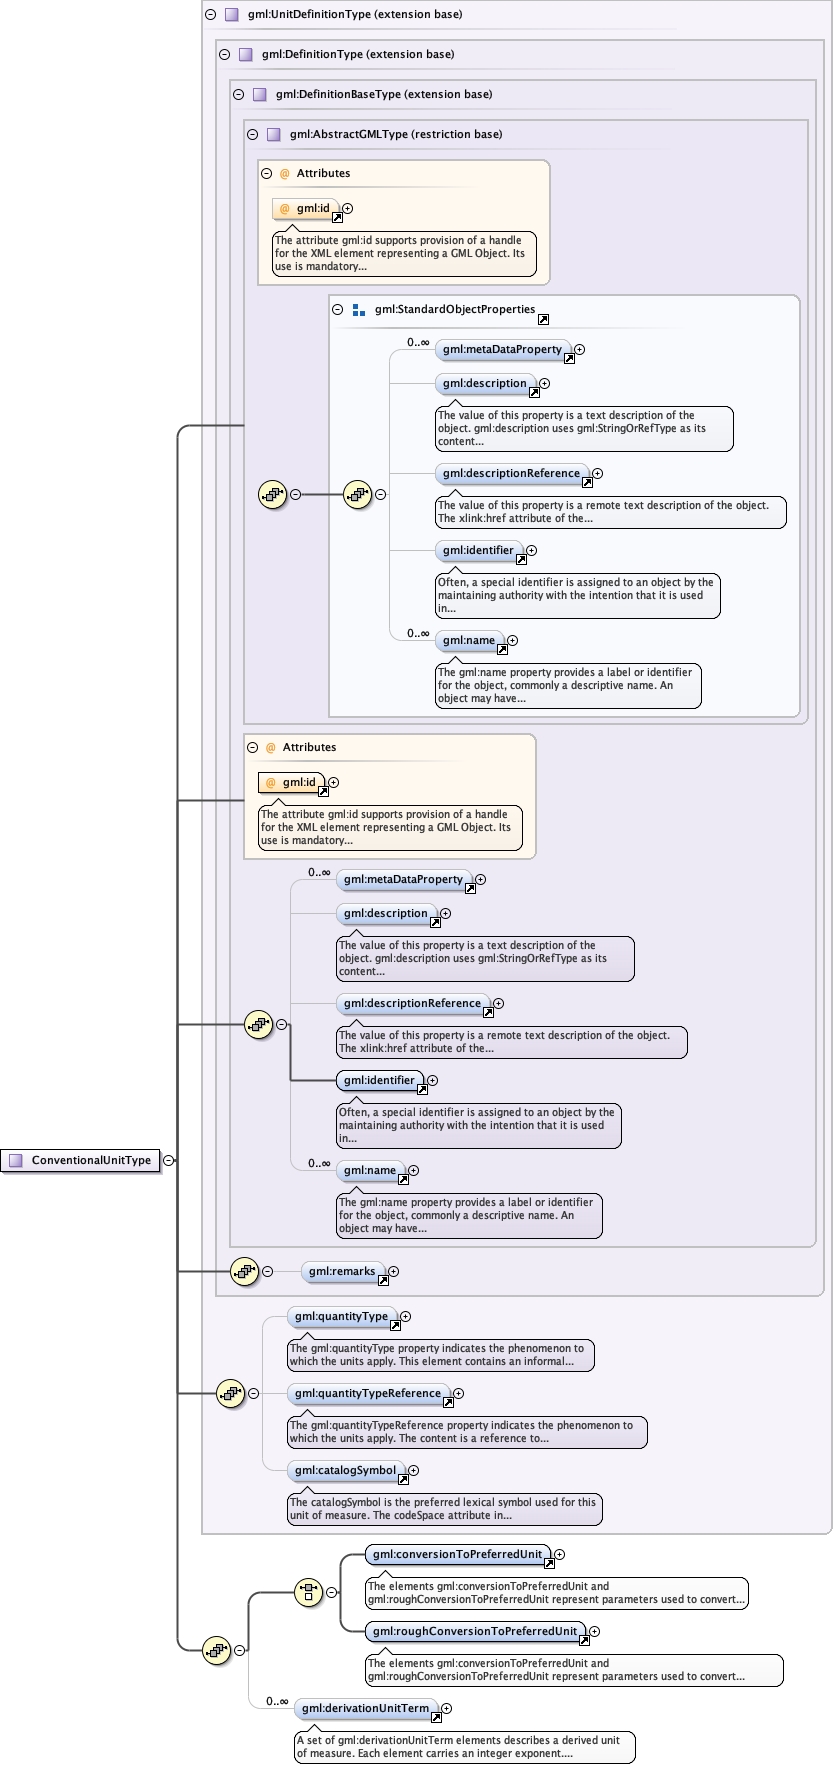 gml:UnitDefinitionType (extension base)
gml:DefinitionType (extension base)
gml:DefinitionBaseType (extension base)
gml:AbstractGMLType (restriction base)
@ Attributes
@ gml:id
The attribute gml:id supports provision of a handle
for the XML element representing a GML Object. Its
use is mandatory...
gml:StandardObjectProperties
0..∞ gml:metaDataProperty
gml:description
The value of this property is a text description of the
object. gml:description uses gml:StringOrRefType as its
content...
gml:descriptionReference
The value of this property is a remote text description of the object.
The xlink:href attribute of the...
gml:identifier
Often, a special identifier is assigned to an object by the
maintaining authority with the intention that it is used
in...
0..∞ gml:name
The gml:name property provides a label or identifier
for the object, commonly a descriptive name. An
object may have...
@ Attributes
@ gml:id
The attribute gml:id supports provision of a handle
for the XML element representing a GML Object. Its
use is mandatory...
0..∞ gml:metaDataProperty
gml:description
The value of this property is a text description of the
object. gml:description uses gml:StringOrRefType as its
content...
gml:descriptionReference
The value of this property is a remote text description of the object.
The xlink:href attribute of the...
gml:identifier
Often, a special identifier is assigned to an object by the
maintaining authority with the intention that it is used
in...
ConventionalUnitType
0..∞ gml:name
The gml:name property provides a label or identifier
for the object, commonly a descriptive name. An
object may have...
gml:remarks
gml:quantityType
The gml:quantityType property indicates the phenomenon to
which the units apply. This element contains an informal...
gml:quantityTypeReference
The gml:quantityTypeReference property indicates the phenomenon to
which the units apply. The content is a reference to...
gml:catalogSymbol
The catalogSymbol is the preferred lexical symbol used for this
unit of measure. The codeSpace attribute in...
gml:conversionToPreferredUnit
The elements gml:conversionToPreferredUnit and
gml:roughConversionToPreferredUnit represent parameters used to convert...
gml:roughConversionToPreferredUnit
The elements gml:conversionToPreferredUnit and
gml:roughConversionToPreferredUnit represent parameters used to convert...
0..∞ gml:derivationUnitTerm
A set of gml:derivationUnitTerm elements describes a derived unit
of measure. Each element carries an integer exponent....